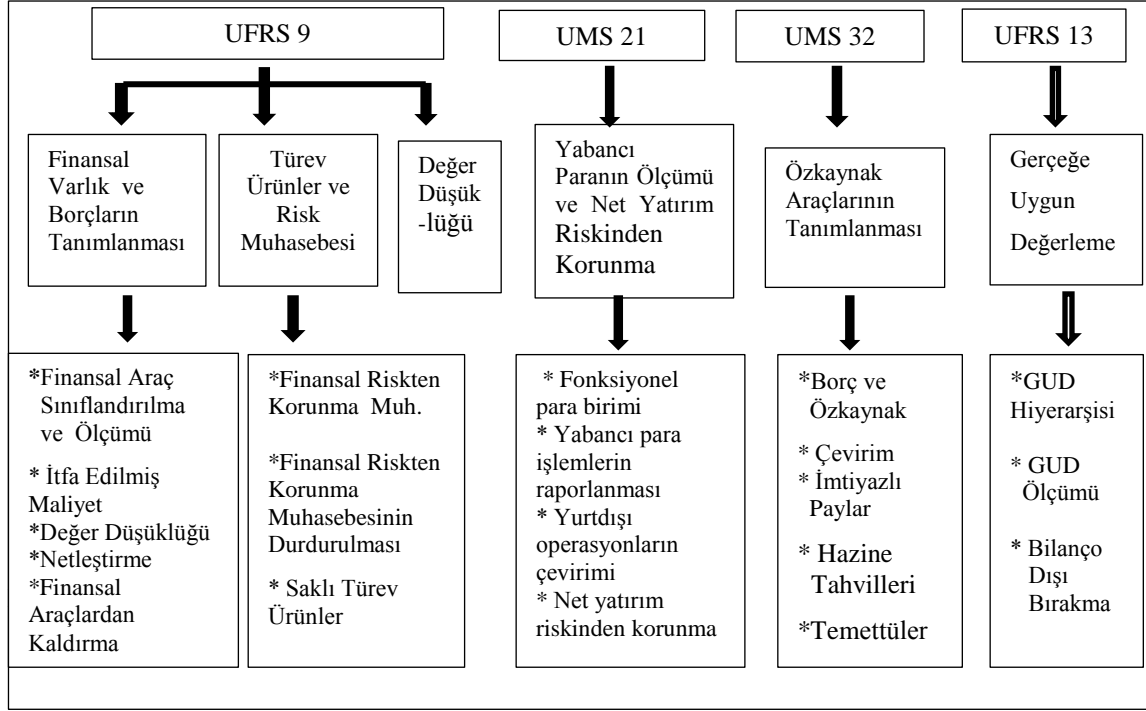 UFRS 9
UMS 21
UMS 32
UFRS 13
Finansal
Varlık ve
Borçların
Tanımlanması
Türev
Ürünler ve
Risk
Muhasebesi
Değer
Düşük
-lüğü
Yabancı
Paranın Ölçümü
ve Net Yatırım
Riskinden
Korunma
Özkaynak
Araçlarının
Tanımlanması
Gerçeğe
Uygun
Değerleme
*Finansal Araç
Sınıflandırılma
ve Ölçümü
* İtfa Edilmiş
Maliyet
*Değer Düşüklüğü
*Netleştirme
*Finansal
Araçlardan
Kaldırma
*Finansal Riskten
Korunma Muh.
*Finansal Riskten
Korunma
Muhasebesinin
Durdurulması
* Saklı Türev
Ürünler
* Fonksiyonel
para birimi
* Yabancı para
işlemlerin
raporlanması
* Yurtdışı
operasyonların
çevirimi
* Net yatırım
riskinden korunma
*Borç ve
Özkaynak
* Çevirim
* İmtiyazlı
Paylar
* Hazine
Tahvilleri
*Temettüler
*GUD
Hiyerarşisi
* GUD
Ölçümü
* Bilanço
Dışı
Bırakma